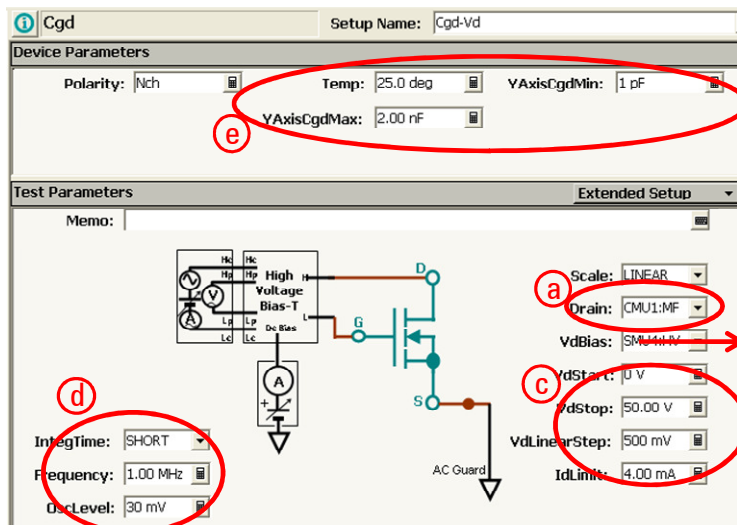 Cgd Setup Name: Cgd-Vd
Device Parameters
Polarity: Nch Temp: 25.0 deg YAxisCgdMin: 1 pF
e YAxisCgdMax: 2.00 nF
Test Parameters Extended Setup
Memo:
Hc Hc
Hp Hp High H D
Voltage
Bias-T
Lp Lp L
Lc Lc Dc Bias
G
S
A
V
A
AC Guard
Scale: LINEAR
a Drain: CMU1:MF
VdBias: SMU4:HV
VdStart: 0 V
c VdStop: 50.00 V
VdLinearStep: 500 mV
IdLimit: 4.00 mA
d
IntegTime: SHORT
Frequency: 1.00 MHz
OscLevel: 30 mV